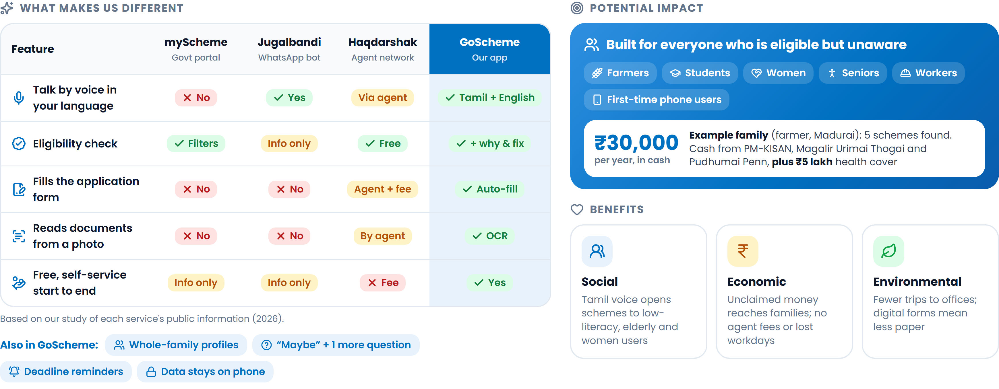 WHAT MAKES US DIFFERENT
Feature
myScheme
Govt portal
Jugalbandi
WhatsApp bot
Haqdarshak
Agent network
GoScheme
Our app
Talk by voice in
your language
No
Yes
Via agent
Tamil + English
Eligibility check
Filters
Info only
Free
+ why & fix
Fills the application
form
No
No
Agent + fee
Auto-fill
Reads documents
from a photo
No
No
By agent
OCR
Free, self-service
start to end
Info only
Info only
Fee
Yes
Based on our study of each service's public information (2026).
Also in GoScheme:
Whole-family profiles
“Maybe” + 1 more question
Deadline reminders
Data stays on phone
POTENTIAL IMPACT
Built for everyone who is eligible but unaware
Farmers
Students
Women
Seniors
Workers
First-time phone users
₹30,000
per year, in cash
Example family (farmer, Madurai): 5 schemes found.
Cash from PM-KISAN, Magalir Urimai Thogai and
Pudhumai Penn, plus ₹5 lakh health cover
BENEFITS
Social
Tamil voice opens
schemes to low-
literacy, elderly and
women users
Economic
Unclaimed money
reaches families; no
agent fees or lost
workdays
Environmental
Fewer trips to offices;
digital forms mean
less paper